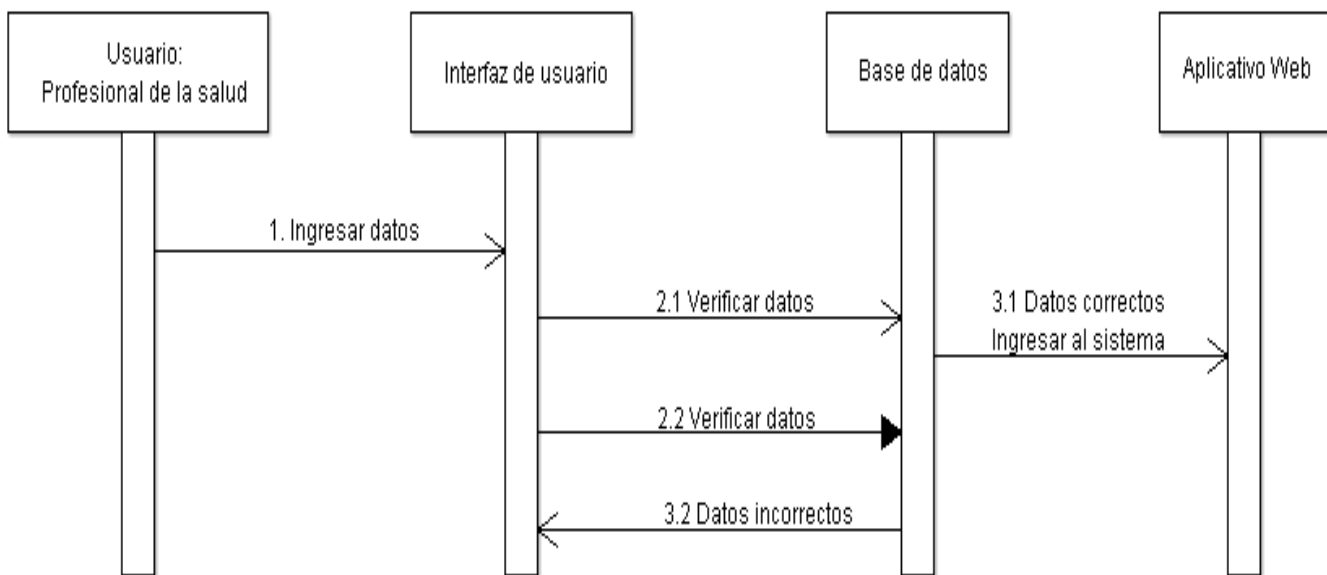 Usuario:
Profesional de la salud
Interfaz de usuario
Base de datos
Aplicativo Web
1. Ingresar datos
2.1 Verificar datos
3.1 Datos correctos
Ingresar al sistema
2.2 Verificar datos
3.2 Datos incorrectos